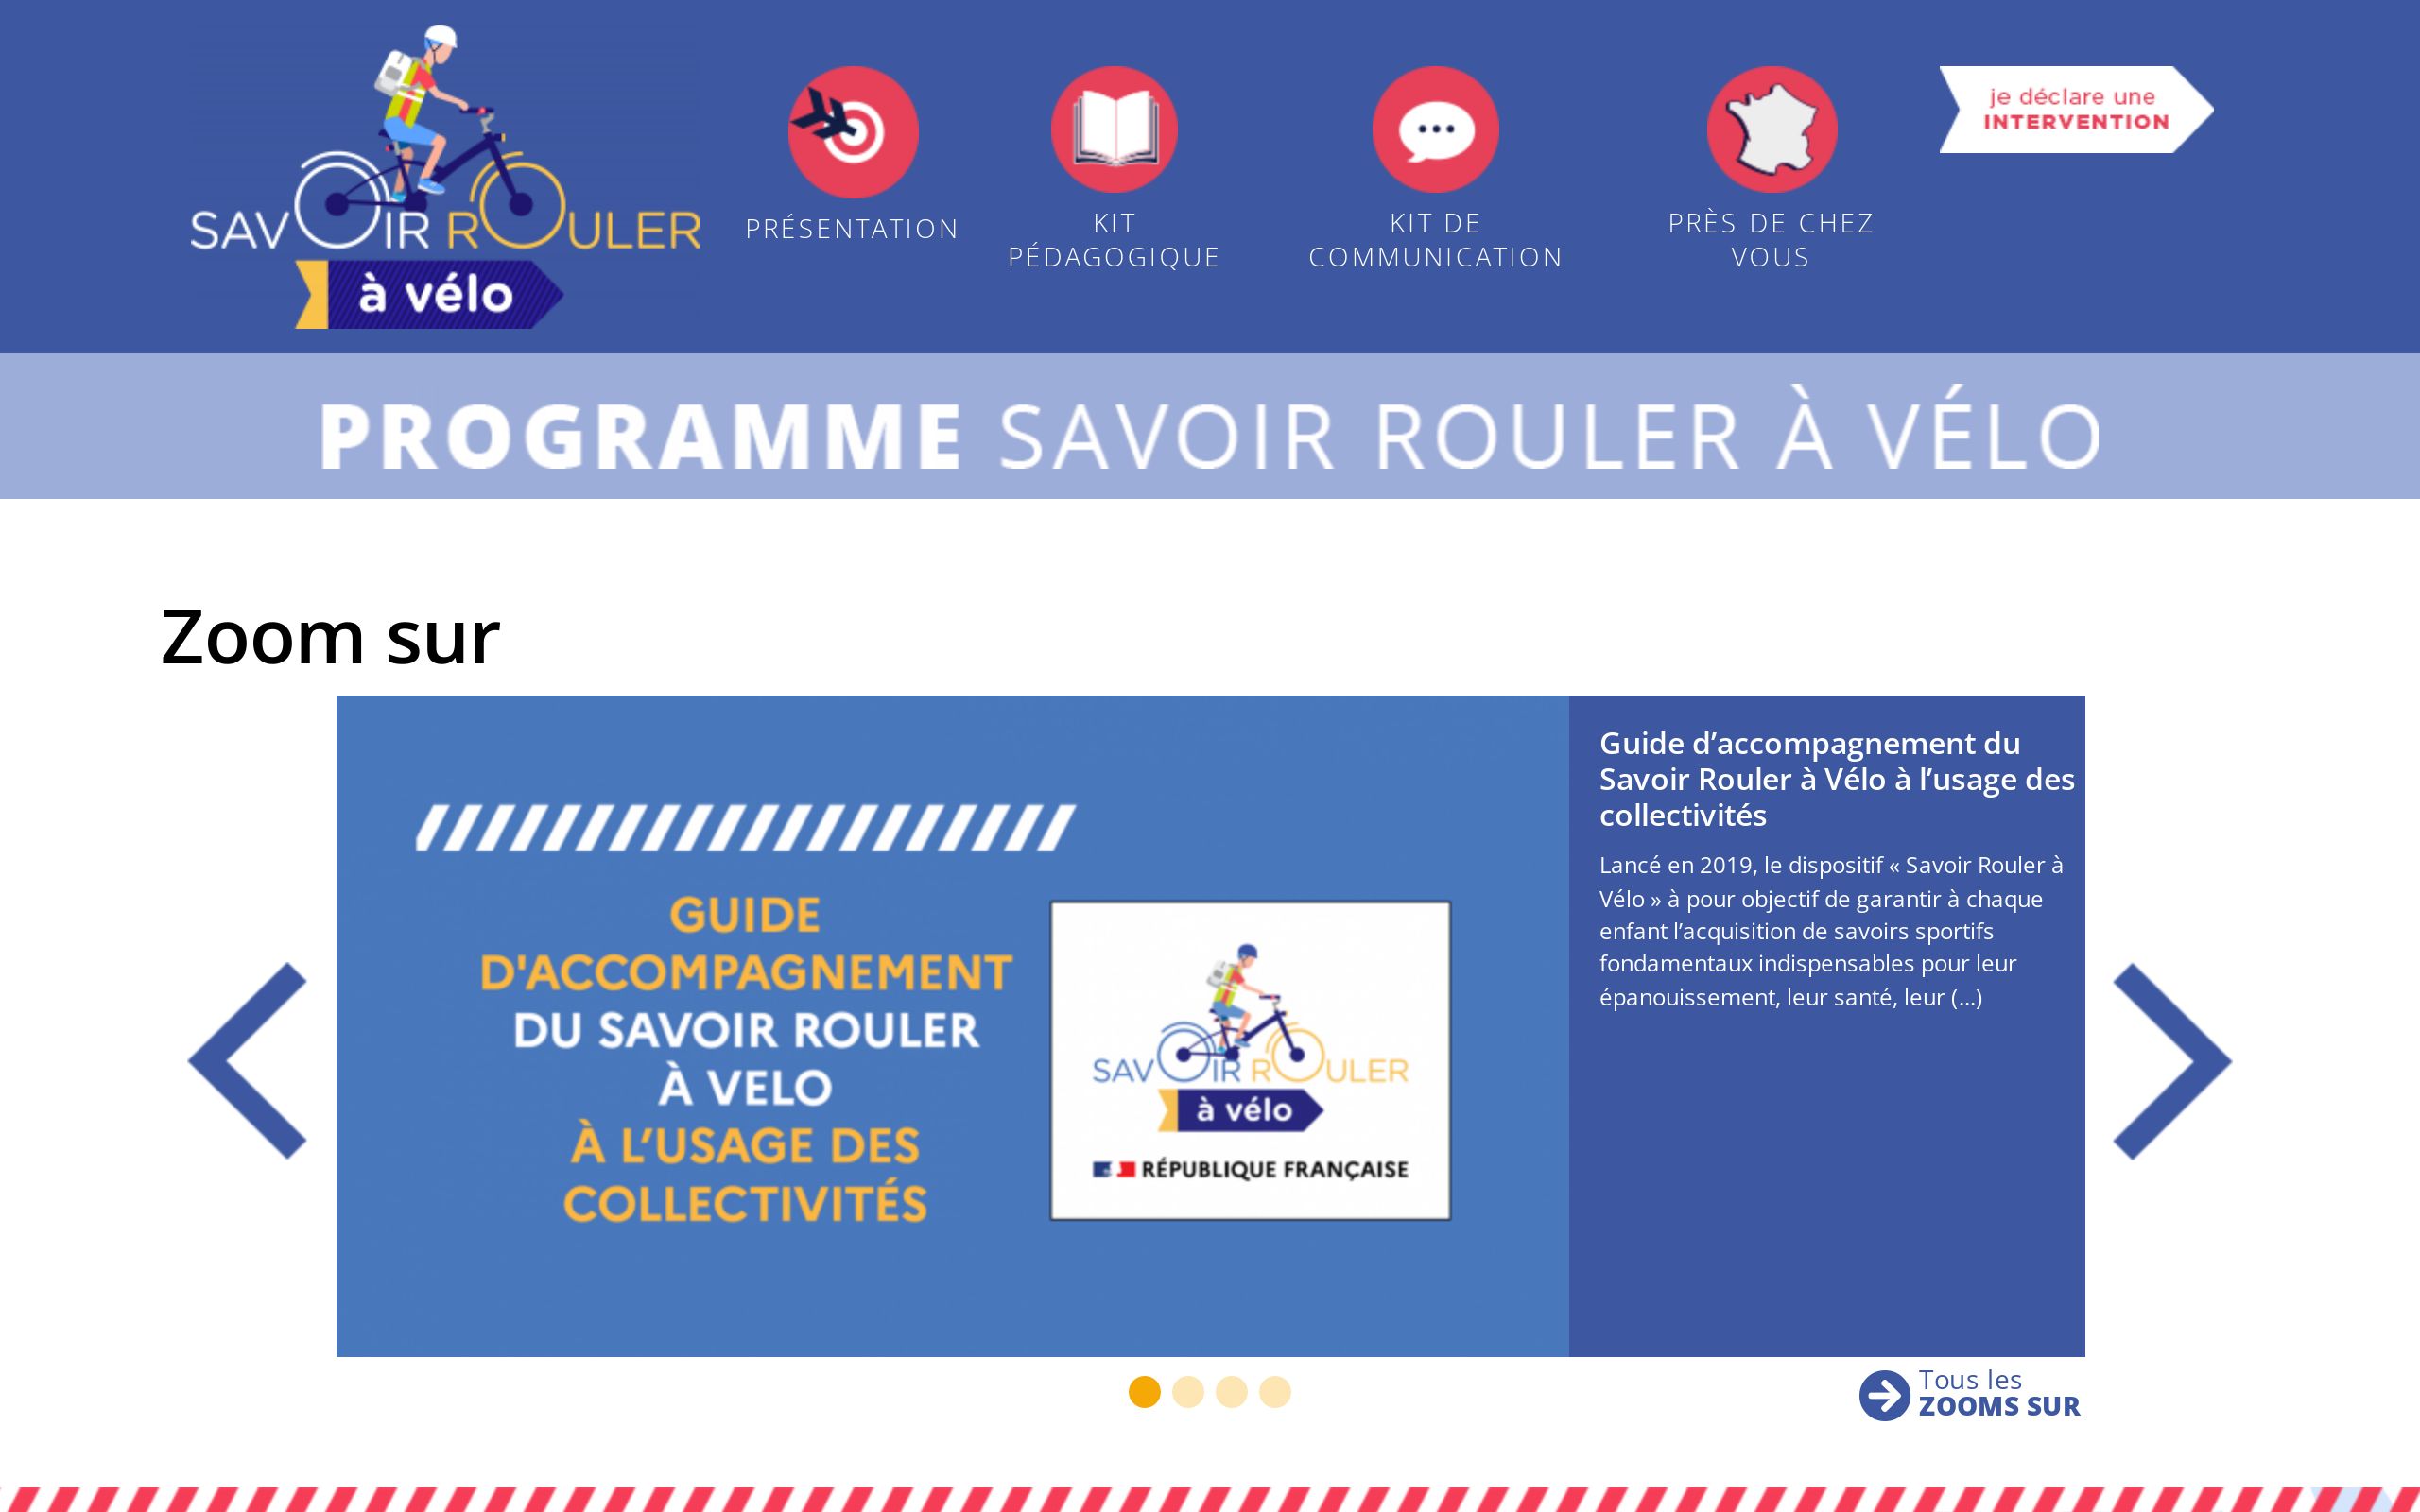 SAVOIR ROULER
à vélo
PRÉSENTATION
KIT
PÉDAGOGIQUE
KIT DE
COMMUNICATION
PRÈS DE CHEZ
VOUS
je déclare une
INTERVENTION
PROGRAMME SAVOIR ROULER À VÉLO
Zoom sur
GUIDE
D'ACCOMPAGNEMENT
DU SAVOIR ROULER
À VELO
À L’USAGE DES
COLLECTIVITÉS
SAVOIR ROULER
à vélo
RÉPUBLIQUE FRANÇAISE
Guide d’accompagnement du
Savoir Rouler à Vélo à l’usage des
collectivités
Lancé en 2019, le dispositif « Savoir Rouler à
Vélo » à pour objectif de garantir à chaque
enfant l’acquisition de savoirs sportifs
fondamentaux indispensables pour leur
épanouissement, leur santé, leur (...)
Tous les
ZOOMS SUR